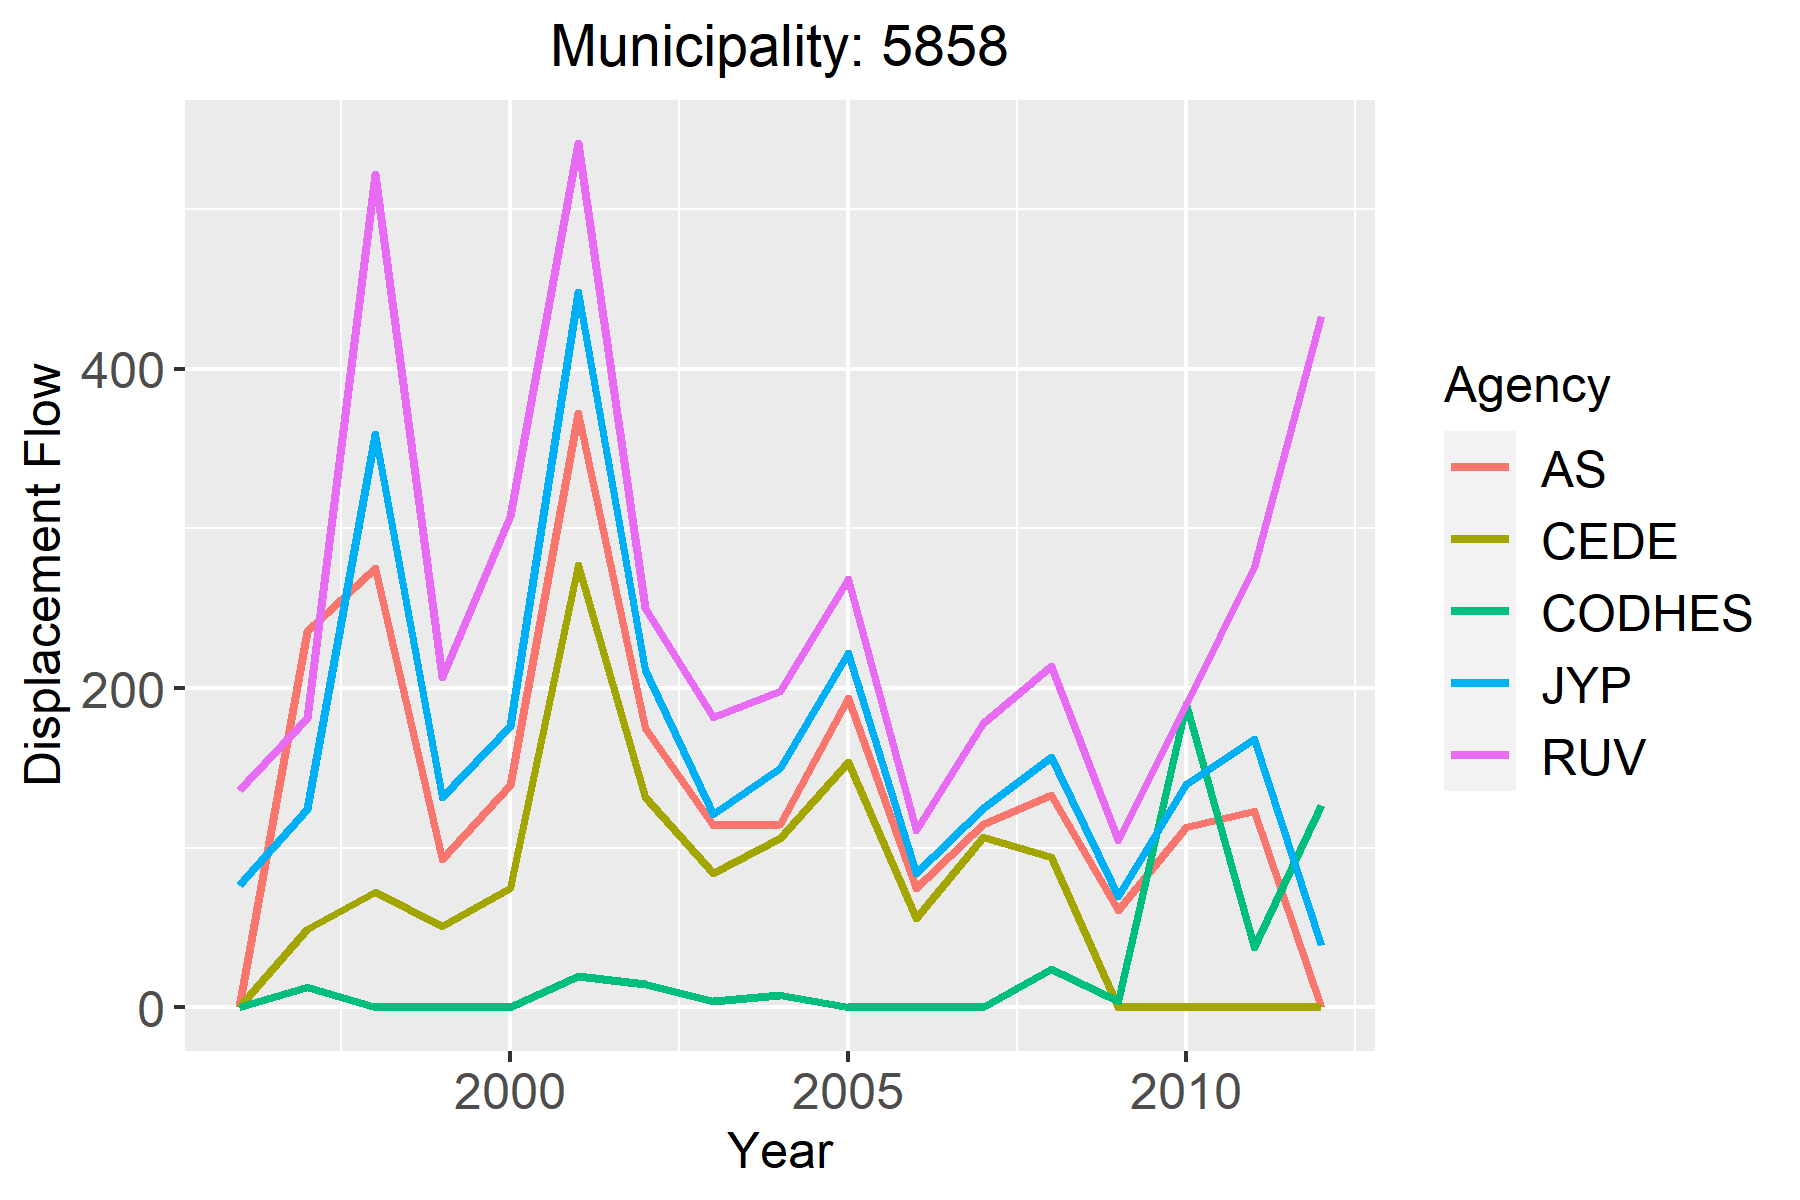 Municipality: 5858
Displacement Flow
400
200
0
2000 2005 2010
Year
Agency
AS
CEDE
CODHES
JYP
RUV